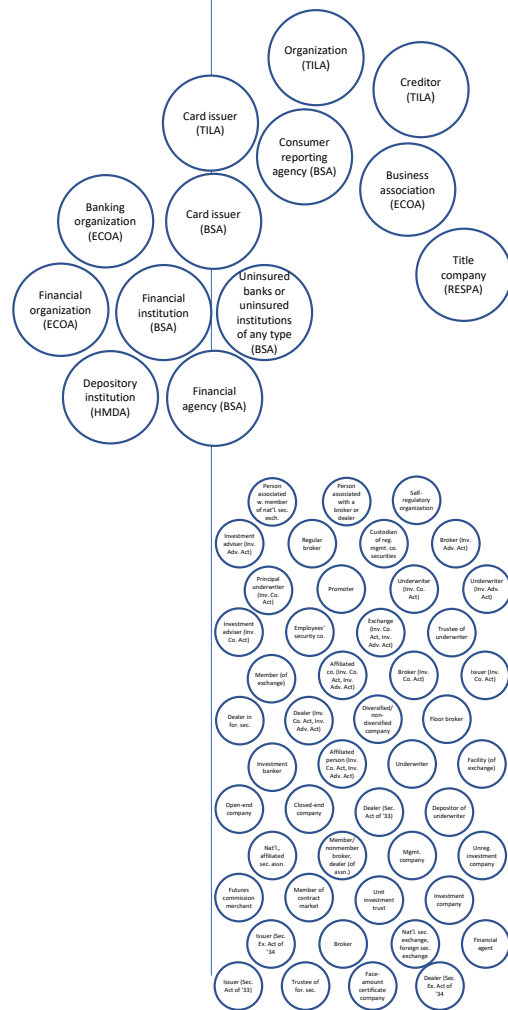 Organization
(TILA)
Creditor
(TILA)
Card issuer
(TILA)
Consumer
reporting
agency (BSA)
Business
association
(ECOA)
Banking
organization
(ECOA)
Card issuer
(BSA)
Title
company
(RESPA)
Financial
organization
(ECOA)
Financial
institution
(BSA)
Uninsured
banks or
uninsured
institutions
of any type
(BSA)
Depository
institution
(HMDA)
Financial
agency (BSA)
Person
associated
w. member
of nat'l. sec.
exch.
Person
associated
with a
broker or
dealer
Self-
regulatory
organization
Investment
adviser (Inv.
Adv. Act)
Regular
broker
Custodian
of reg.
mgmt. co.
securities
Broker (Inv.
Adv. Act)
Principal
underwriter
(Inv. Co.
Act)
Promoter
Underwriter
(Inv. Co.
Act)
Underwriter
(Inv. Adv.
Act)
Investment
adviser (Inv.
Co. Act)
Employees'
security co.
Exchange
(Inv. Co.
Act, Inv.
Adv. Act)
Trustee of
underwriter
Member (of
exchange)
Affiliated
co. (Inv. Co.
Act, Inv.
Adv. Act)
Broker (Inv.
Co. Act)
Issuer (Inv.
Co. Act)
Dealer in
for. sec.
Dealer (Inv.
Co. Act, Inv.
Adv. Act)
Diversified/
non-
diversified
company
Floor broker
Investment
banker
Affiliated
person (Inv.
Co. Act, Inv.
Adv. Act)
Underwriter
Facility (of
exchange)
Open-end
company
Closed-end
company
Dealer (Sec.
Act of '33)
Depositor of
underwriter
Nat'l.,
affiliated
sec. assn.
Member/
nonmember
broker,
dealer (of
assn.)
Mgmt.
company
Unreg.
investment
company
Futures
commission
merchant
Member of
contract
market
Unit
investment
trust
Investment
company
Issuer (Sec.
Ex. Act of
'34
Broker
Nat'l. sec.
exchange,
foreign sec.
exchange
Financial
agent
Issuer (Sec.
Act of '33)
Trustee of
for. sec.
Face-
amount
certificate
company
Dealer (Sec.
Ex. Act of
'34